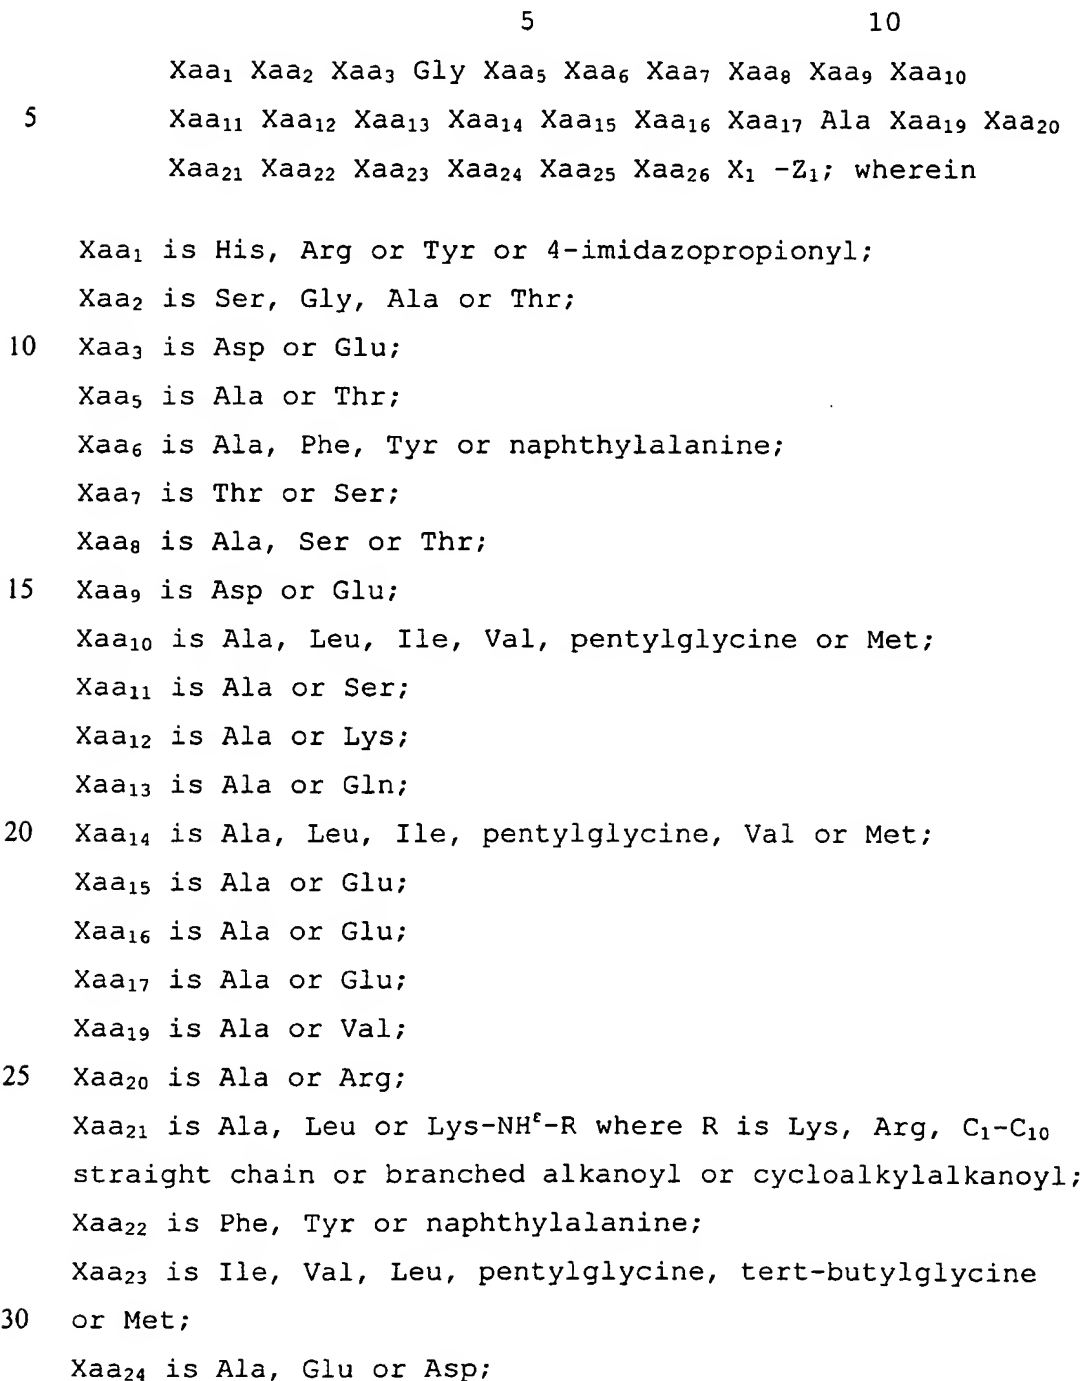 5 10
Xaa₁ Xaa₂ Xaa₃ Gly Xaa₅ Xaa₆ Xaa₇ Xaa₈ Xaa₉ Xaa₁₀
5 Xaa₁₁ Xaa₁₂ Xaa₁₃ Xaa₁₄ Xaa₁₅ Xaa₁₆ Xaa₁₇ Ala Xaa₁₉ Xaa₂₀
Xaa₂₁ Xaa₂₂ Xaa₂₃ Xaa₂₄ Xaa₂₅ Xaa₂₆ X₁ -Z₁; wherein
Xaa₁ is His, Arg or Tyr or 4-imidazopropionyl;
Xaa₂ is Ser, Gly, Ala or Thr;
10 Xaa₃ is Asp or Glu;
Xaa₅ is Ala or Thr;
Xaa₆ is Ala, Phe, Tyr or naphthylalanine;
Xaa₇ is Thr or Ser;
Xaa₈ is Ala, Ser or Thr;
15 Xaa₉ is Asp or Glu;
Xaa₁₀ is Ala, Leu, Ile, Val, pentylglycine or Met;
Xaa₁₁ is Ala or Ser;
Xaa₁₂ is Ala or Lys;
Xaa₁₃ is Ala or Gln;
20 Xaa₁₄ is Ala, Leu, Ile, pentylglycine, Val or Met;
Xaa₁₅ is Ala or Glu;
Xaa₁₆ is Ala or Glu;
Xaa₁₇ is Ala or Glu;
Xaa₁₉ is Ala or Val;
25 Xaa₂₀ is Ala or Arg;
Xaa₂₁ is Ala, Leu or Lys-NHᵋ-R where R is Lys, Arg, C₁-C₁₀
straight chain or branched alkanoyl or cycloalkylalkanoyl;
Xaa₂₂ is Phe, Tyr or naphthylalanine;
Xaa₂₃ is Ile, Val, Leu, pentylglycine, tert-butylglycine
30 or Met;
Xaa₂₄ is Ala, Glu or Asp;